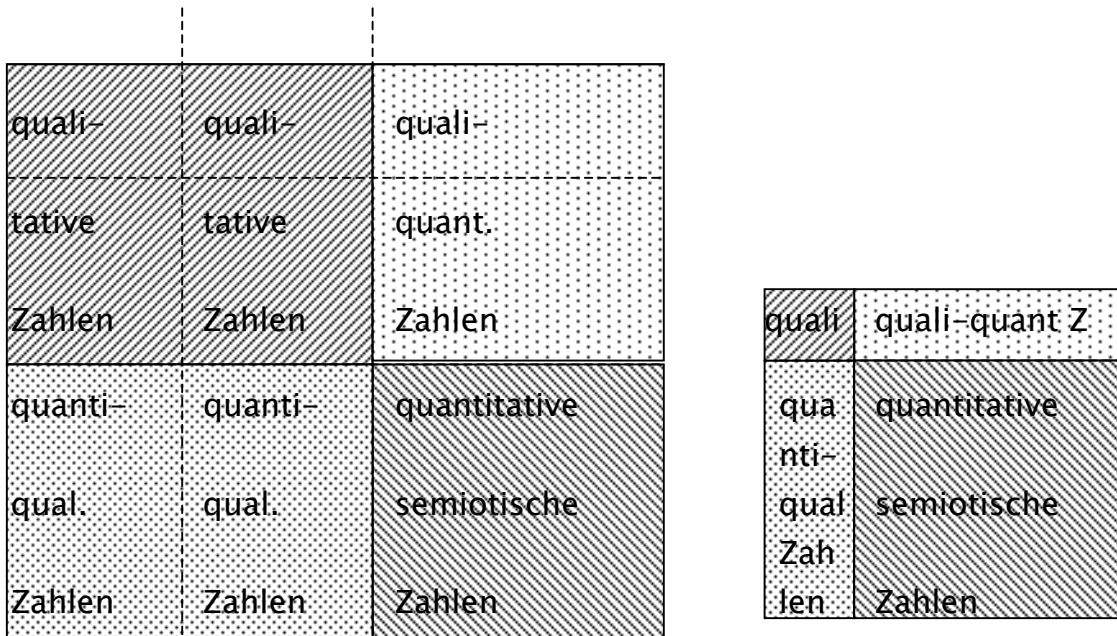 quali- quali- quali-
tative tative quant.
Zahlen Zahlen Zahlen
quanti- quanti- quantitative
qual. qual. semiotische
Zahlen Zahlen Zahlen
quali quali-quant Z
qua quantitative
nti-
qual semiotische
Zah
len Zahlen